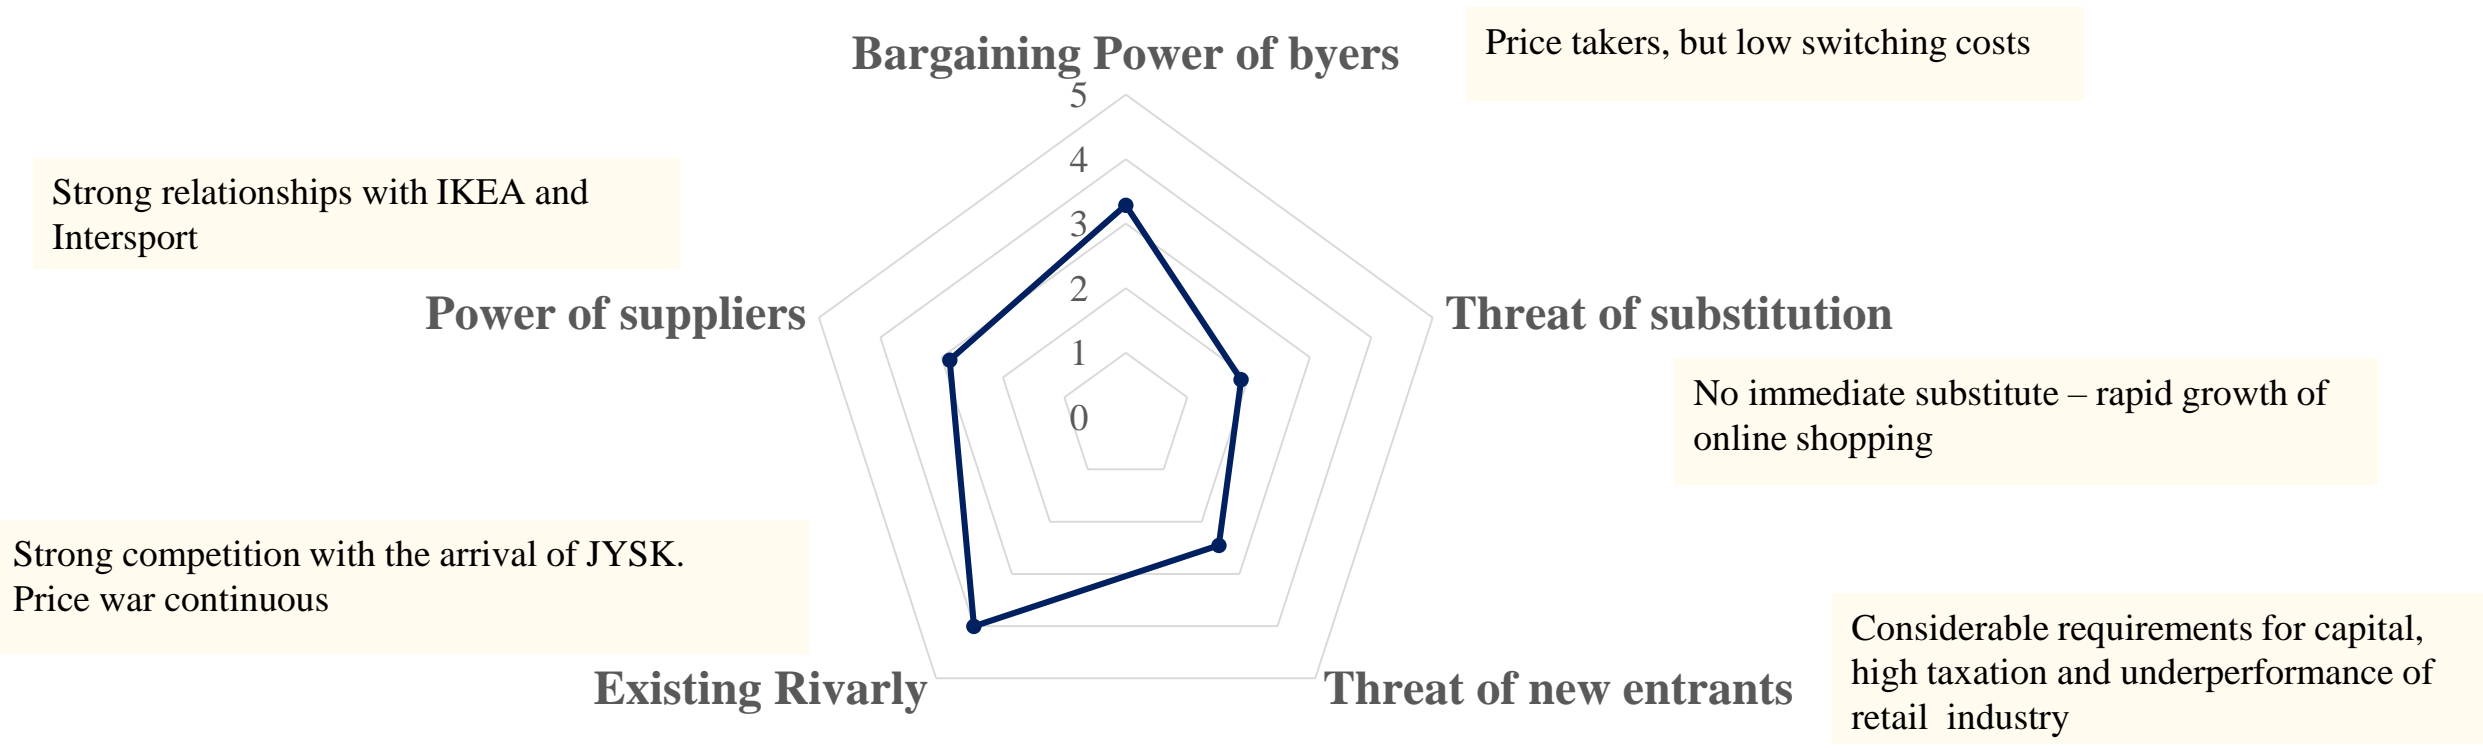 Bargaining Power of byers
Price takers, but low switching costs
5
4
3
2
1
0
Strong relationships with IKEA and
Intersport
Power of suppliers
Threat of substitution
No immediate substitute – rapid growth of
online shopping
Strong competition with the arrival of JYSK.
Price war continuous
Existing Rivarly
Threat of new entrants
Considerable requirements for capital,
high taxation and underperformance of
retail  industry